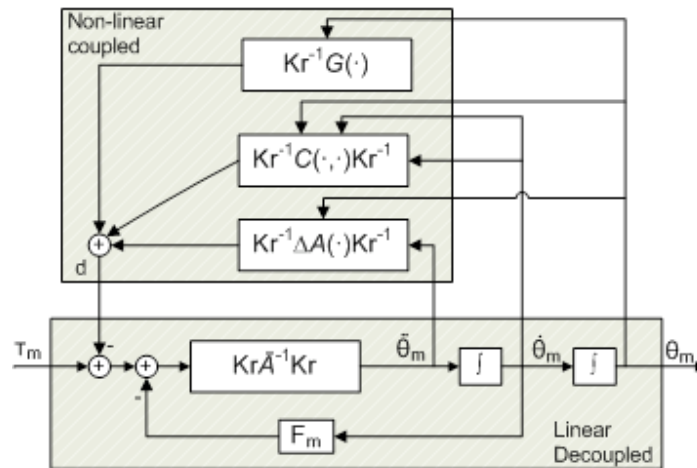 Non-linear
coupled
Kr⁻¹G(·)
Kr⁻¹C(·,·)Kr⁻¹
Kr⁻¹ΔA(·)Kr⁻¹
+
d
-
τm
+
+
-
KrĀ⁻¹Kr
θ̈m
∫
θ̇m
∫
θm
Fm
Linear
Decoupled